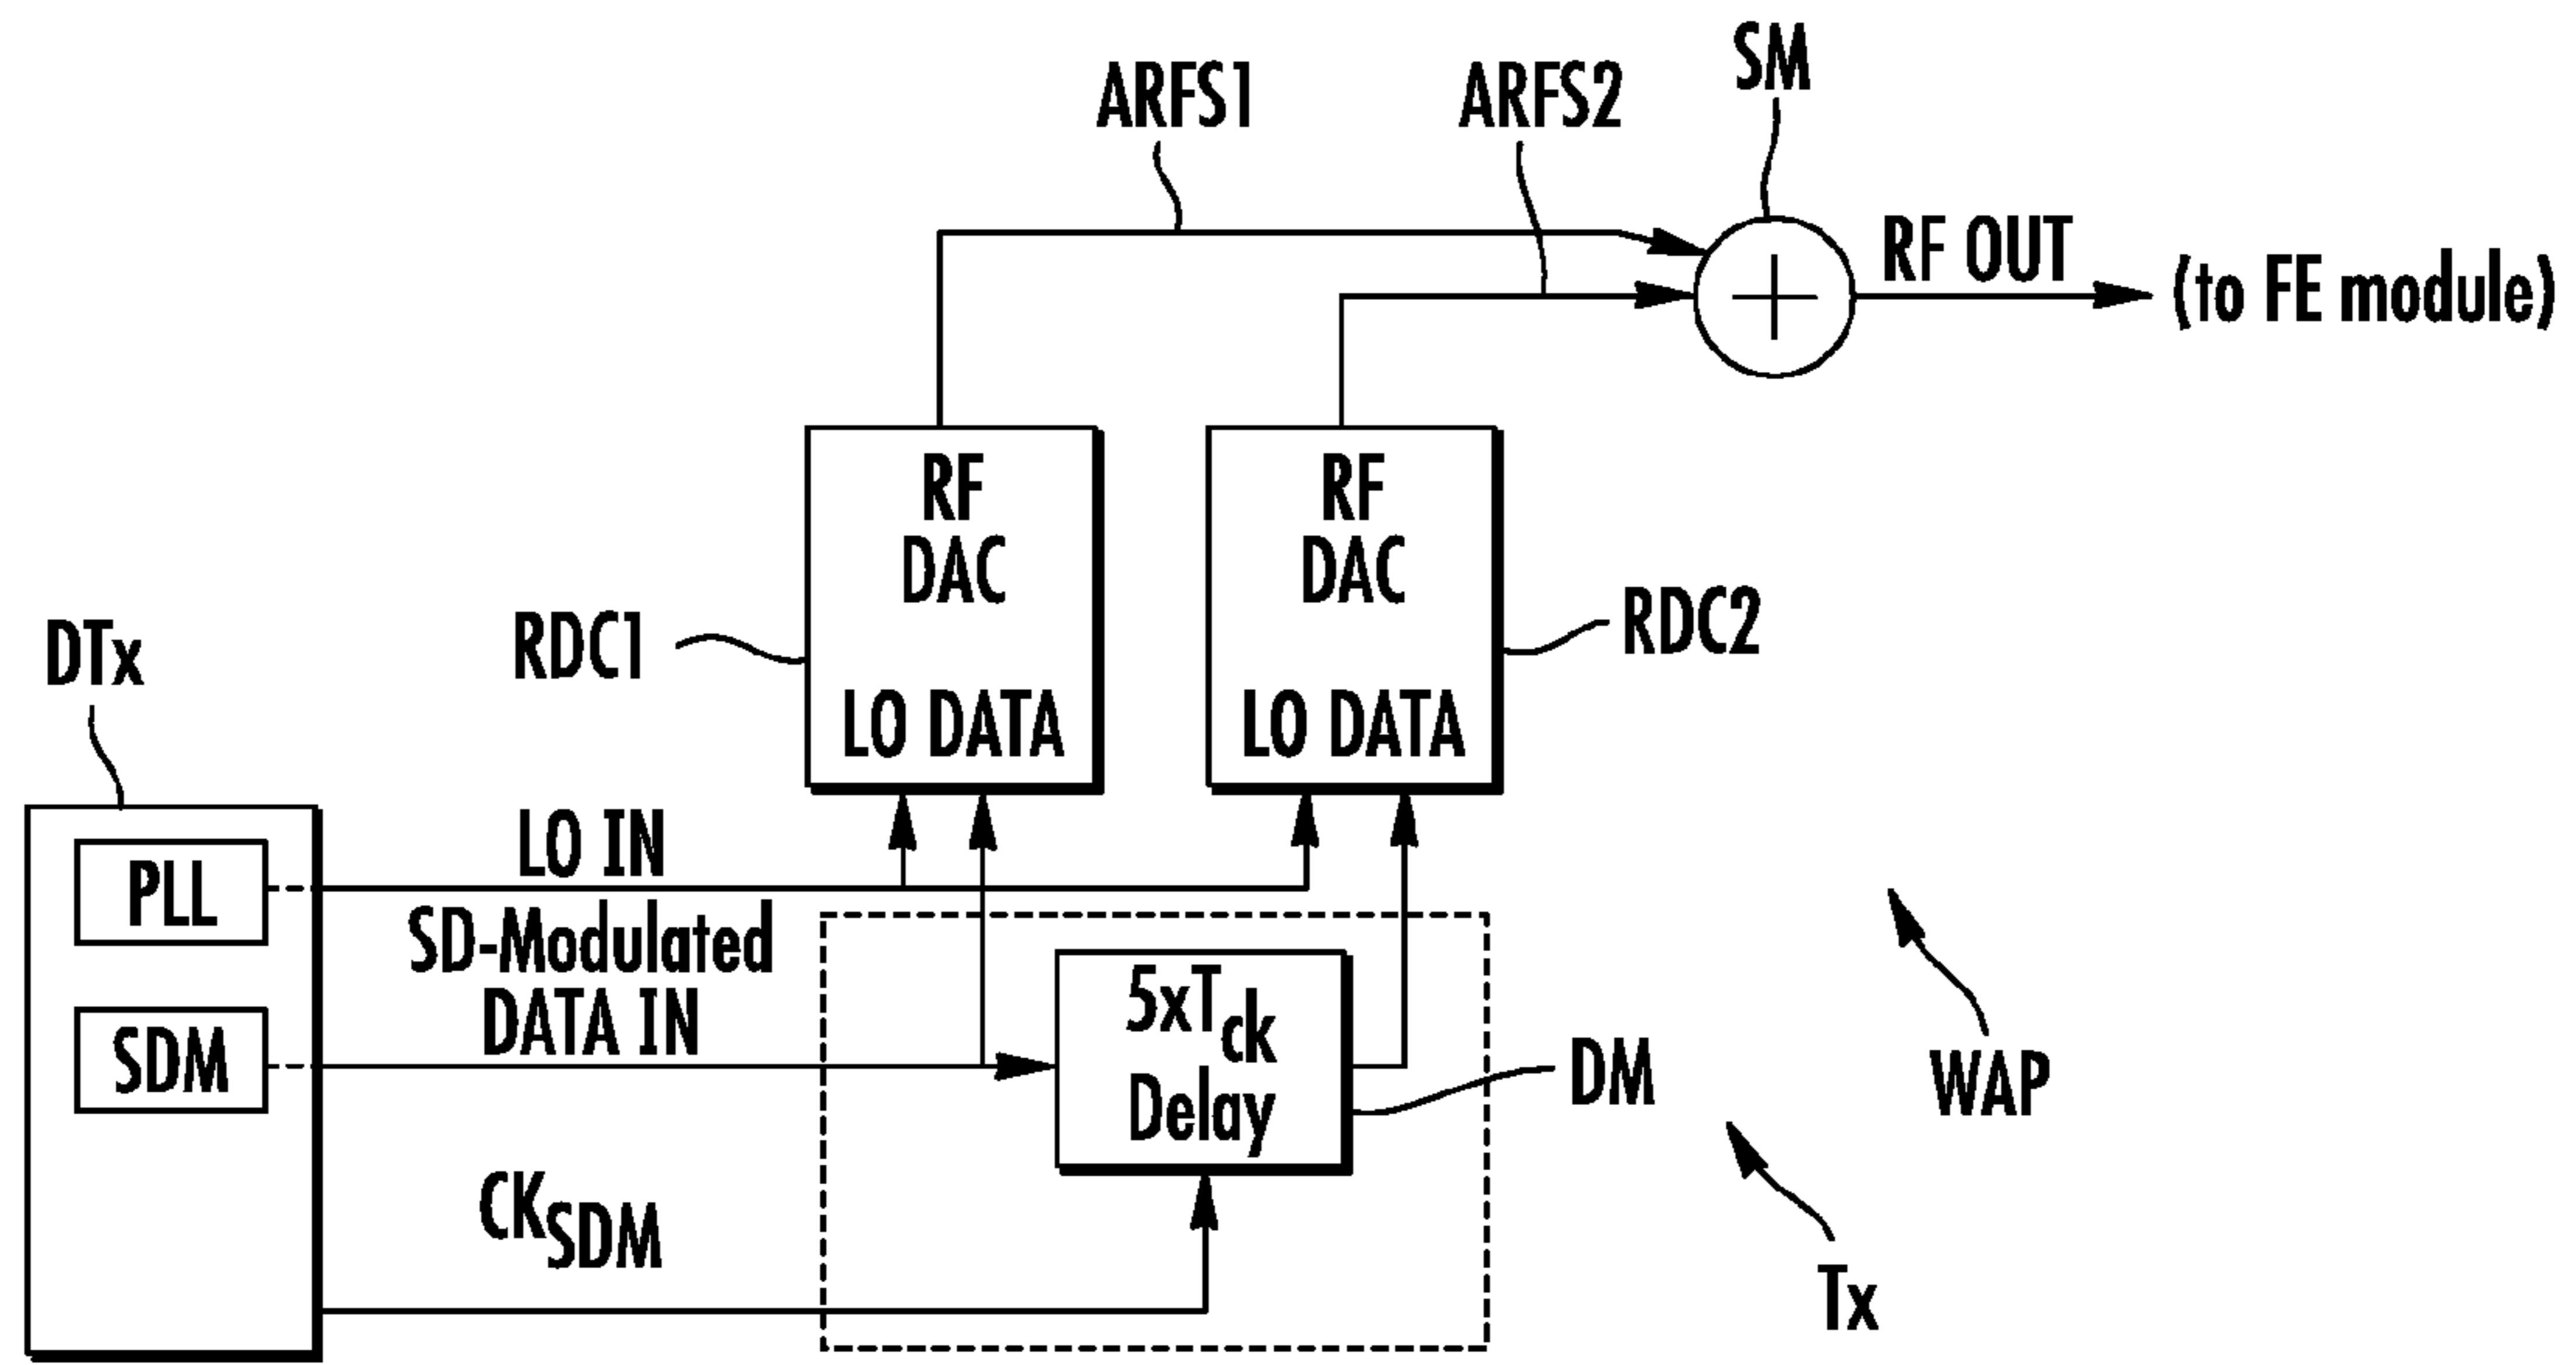 SM
ARFS1
ARFS2
RF OUT
(to FE module)
RF
DAC
LO DATA
RF
DAC
LO DATA
RDC1
RDC2
DTx
PLL
SDM
LO IN
SD-Modulated
DATA IN
5xTck
Delay
DM
CKSDM
WAP
Tx